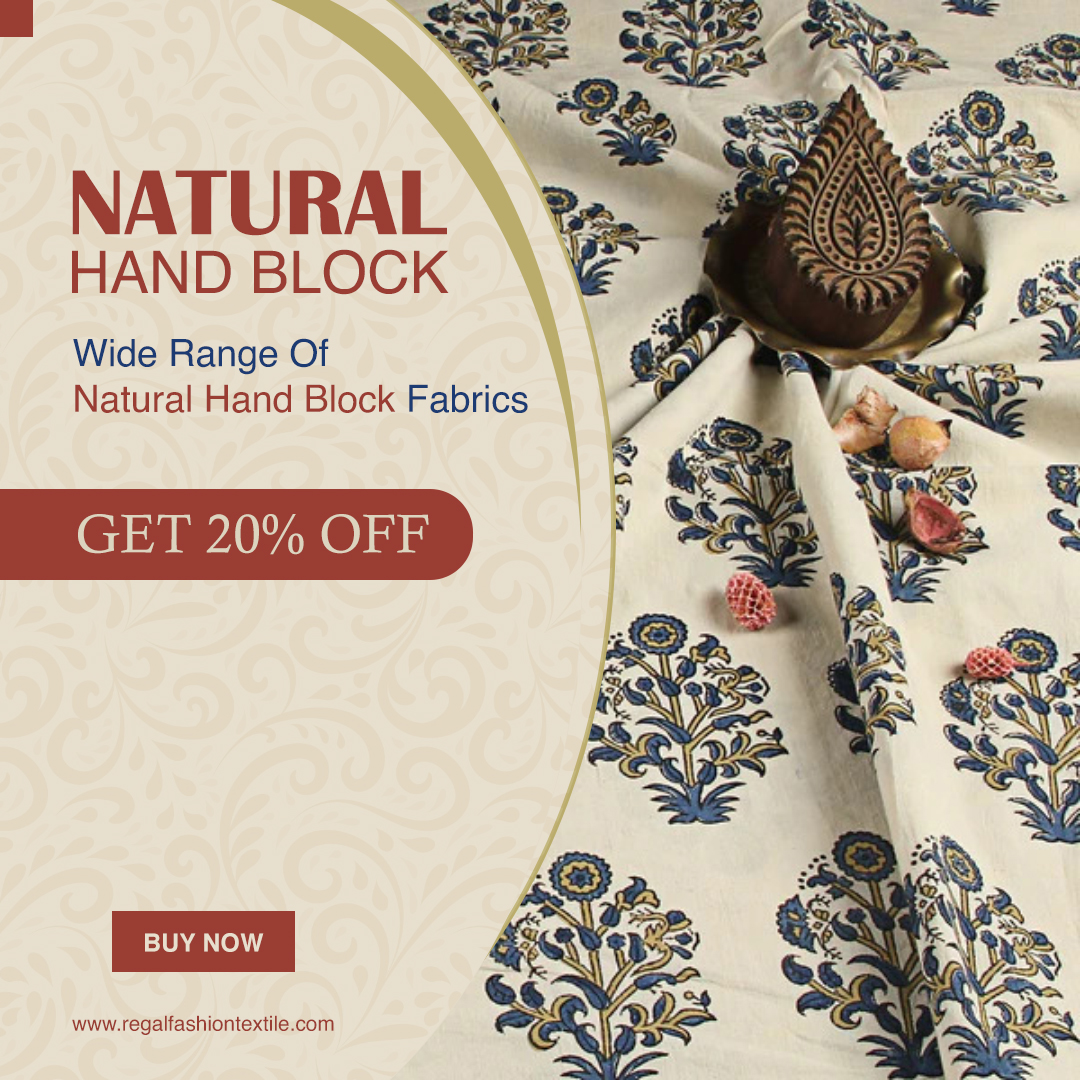 NATURAL
HAND BLOCK
Wide Range Of
Natural Hand Block Fabrics
GET 20% OFF
BUY NOW
www.regalfashiontextile.com